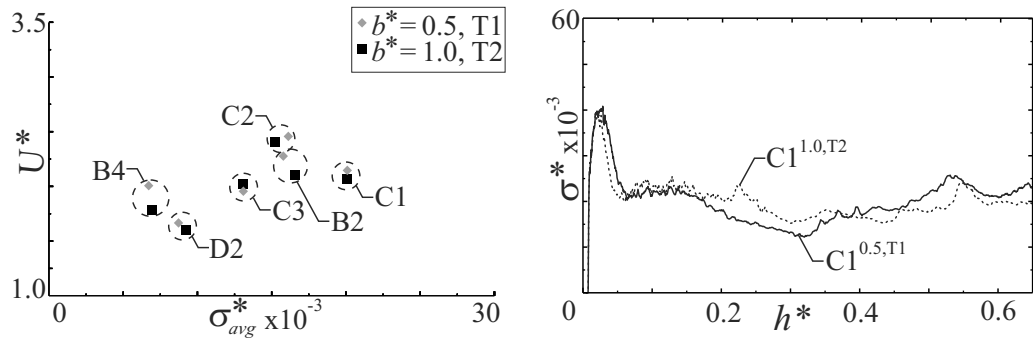 3.5
b* = 0.5, T1
b* = 1.0, T2
U*
C2
B4
C1
C3
B2
D2
1.0
0
σ*avg x10-3
30
60
σ* x10-3
C11.0,T2
C10.5,T1
0
0.2
h*
0.4
0.6